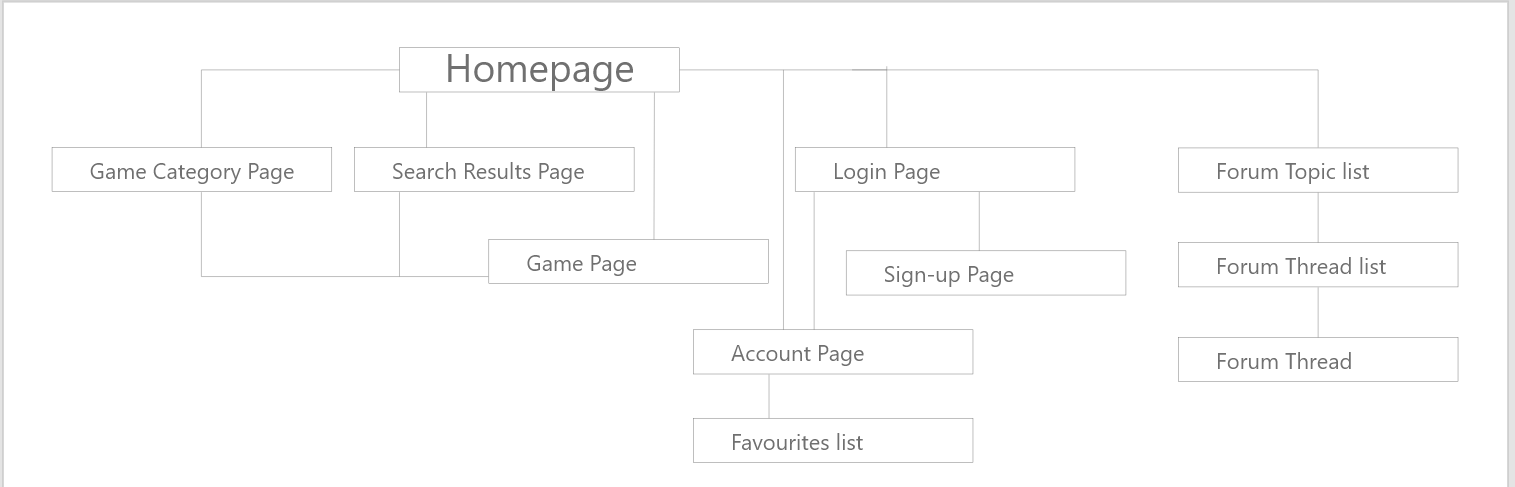 Homepage
Game Category Page
Search Results Page
Login Page
Forum Topic list
Game Page
Sign-up Page
Forum Thread list
Account Page
Forum Thread
Favourites list